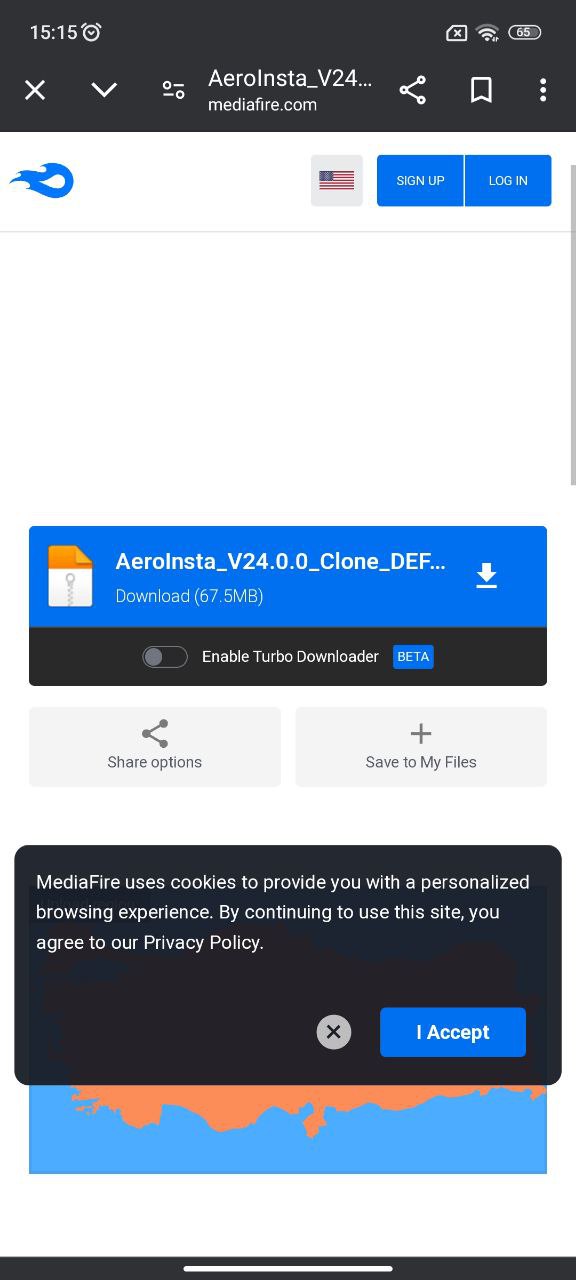 15:15
65
AeroInsta_V24...
mediafire.com
SIGN UP
LOG IN
AeroInsta_V24.0.0_Clone_DEF...
Download (67.5MB)
Enable Turbo Downloader
BETA
Share options
Save to My Files
MediaFire uses cookies to provide you with a personalized
browsing experience. By continuing to use this site, you
agree to our Privacy Policy.
I Accept